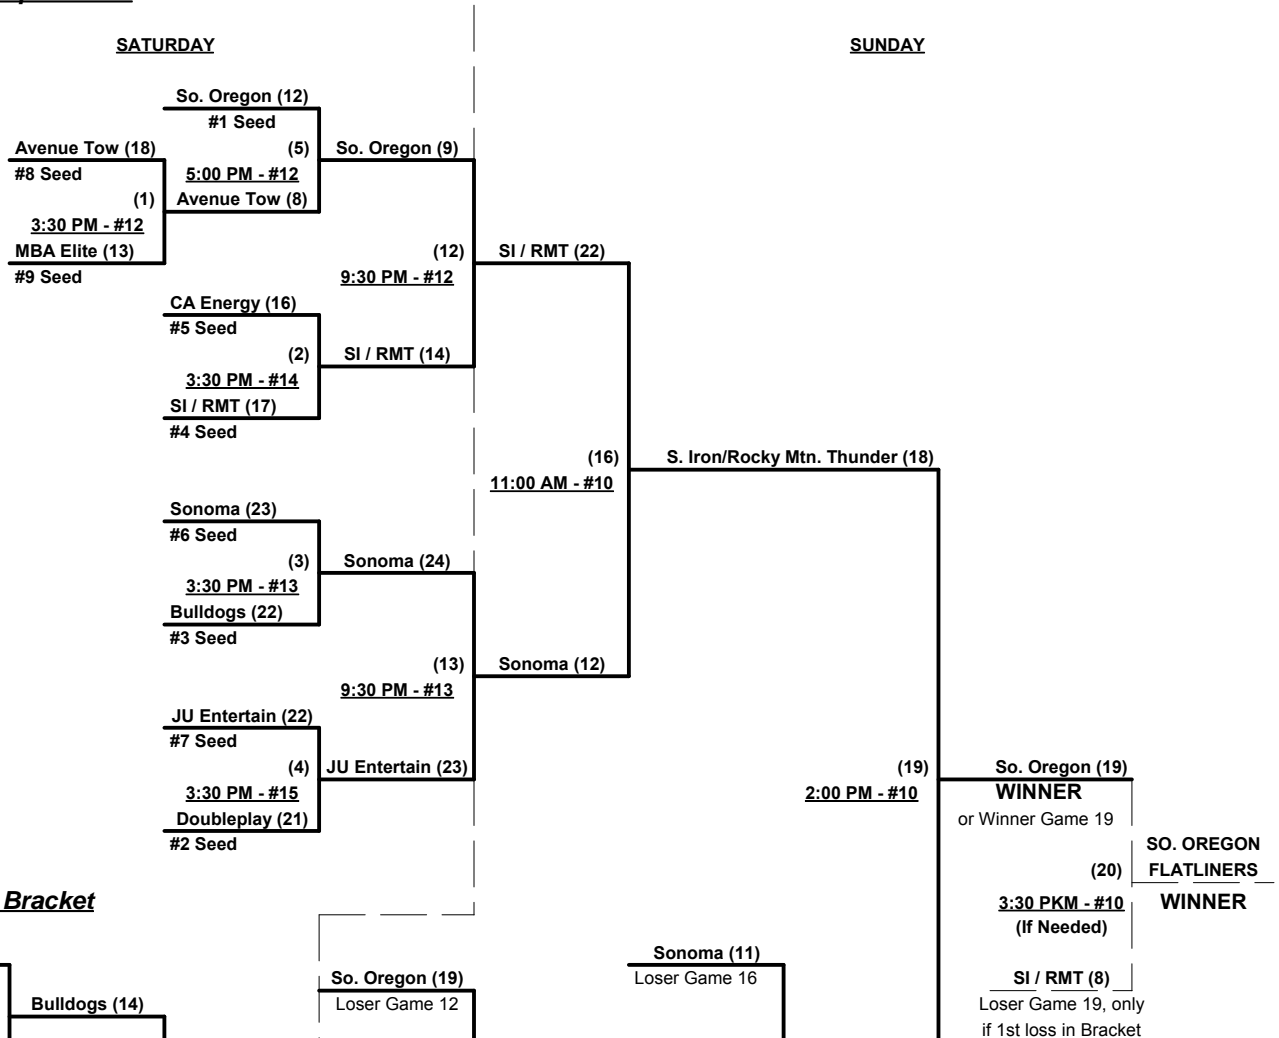 SATURDAY
SUNDAY
So. Oregon (12)
#1 Seed
Avenue Tow (18)
(5)
So. Oregon (9)
#8 Seed
5:00 PM - #12
(1)
Avenue Tow (8)
3:30 PM - #12
MBA Elite (13)
(12)
SI / RMT (22)
#9 Seed
9:30 PM - #12
CA Energy (16)
#5 Seed
(2)
SI / RMT (14)
3:30 PM - #14
SI / RMT (17)
#4 Seed
(16)
S. Iron/Rocky Mtn. Thunder (18)
11:00 AM - #10
Sonoma (23)
#6 Seed
(3)
Sonoma (24)
3:30 PM - #13
Bulldogs (22)
#3 Seed
(13)
Sonoma (12)
9:30 PM - #13
JU Entertain (22)
#7 Seed
(4)
JU Entertain (23)
(19)
So. Oregon (19)
3:30 PM - #15
2:00 PM - #10
WINNER
Doubleplay (21)
or Winner Game 19
#2 Seed
SO. OREGON
(20)
FLATLINERS
Bracket
3:30 PKM - #10
WINNER
(If Needed)
Sonoma (11)
So. Oregon (19)
Loser Game 16
SI / RMT (8)
Bulldogs (14)
Loser Game 12
Loser Game 19, only
if 1st loss in Bracket